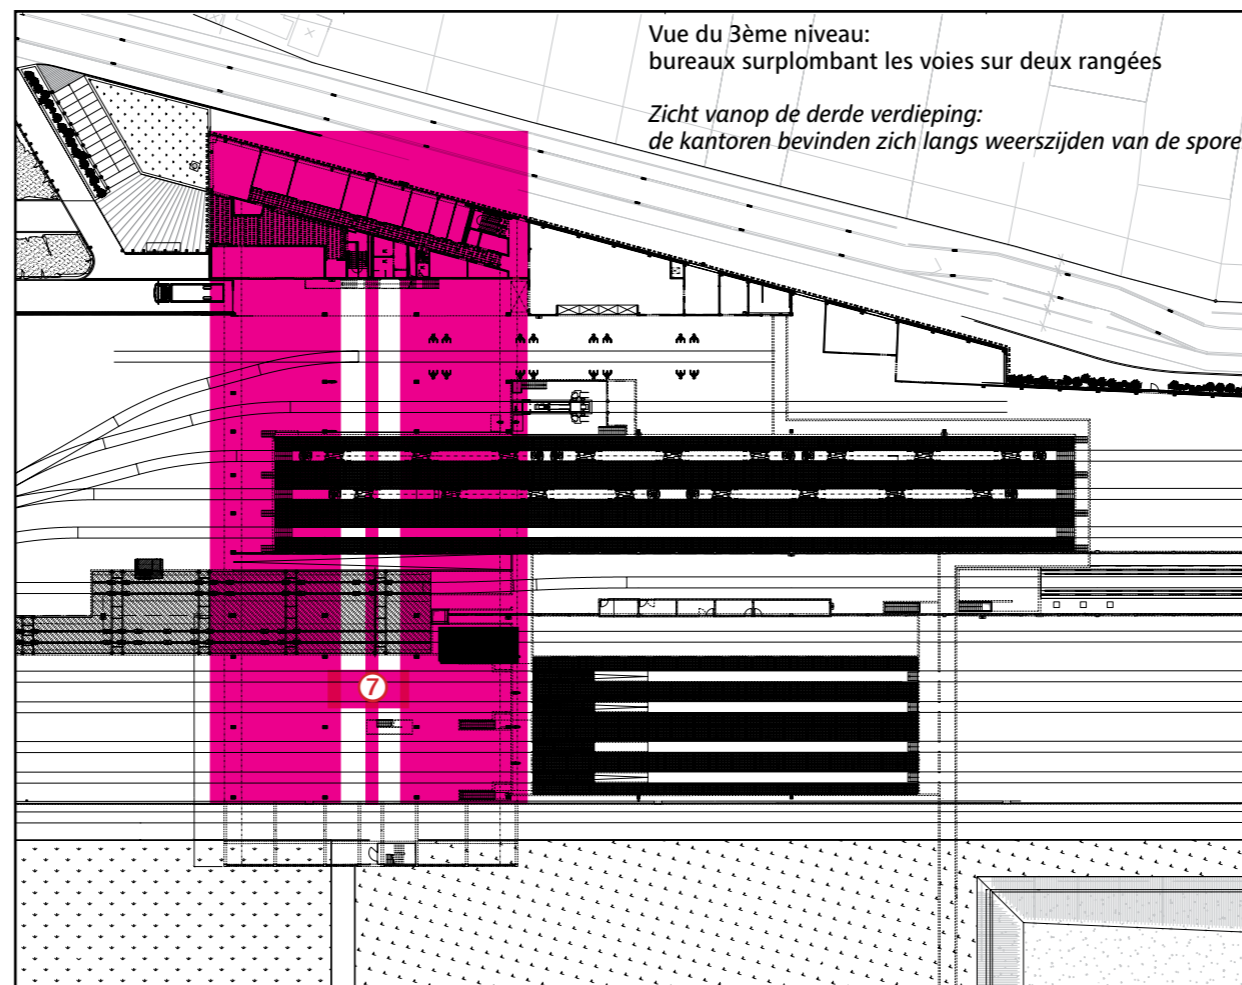 Vue du 3ème niveau:
bureaux surplombant les voies sur deux rangées
Zicht vanop de derde verdieping:
de kantoren bevinden zich langs weerszijden van de spore
7